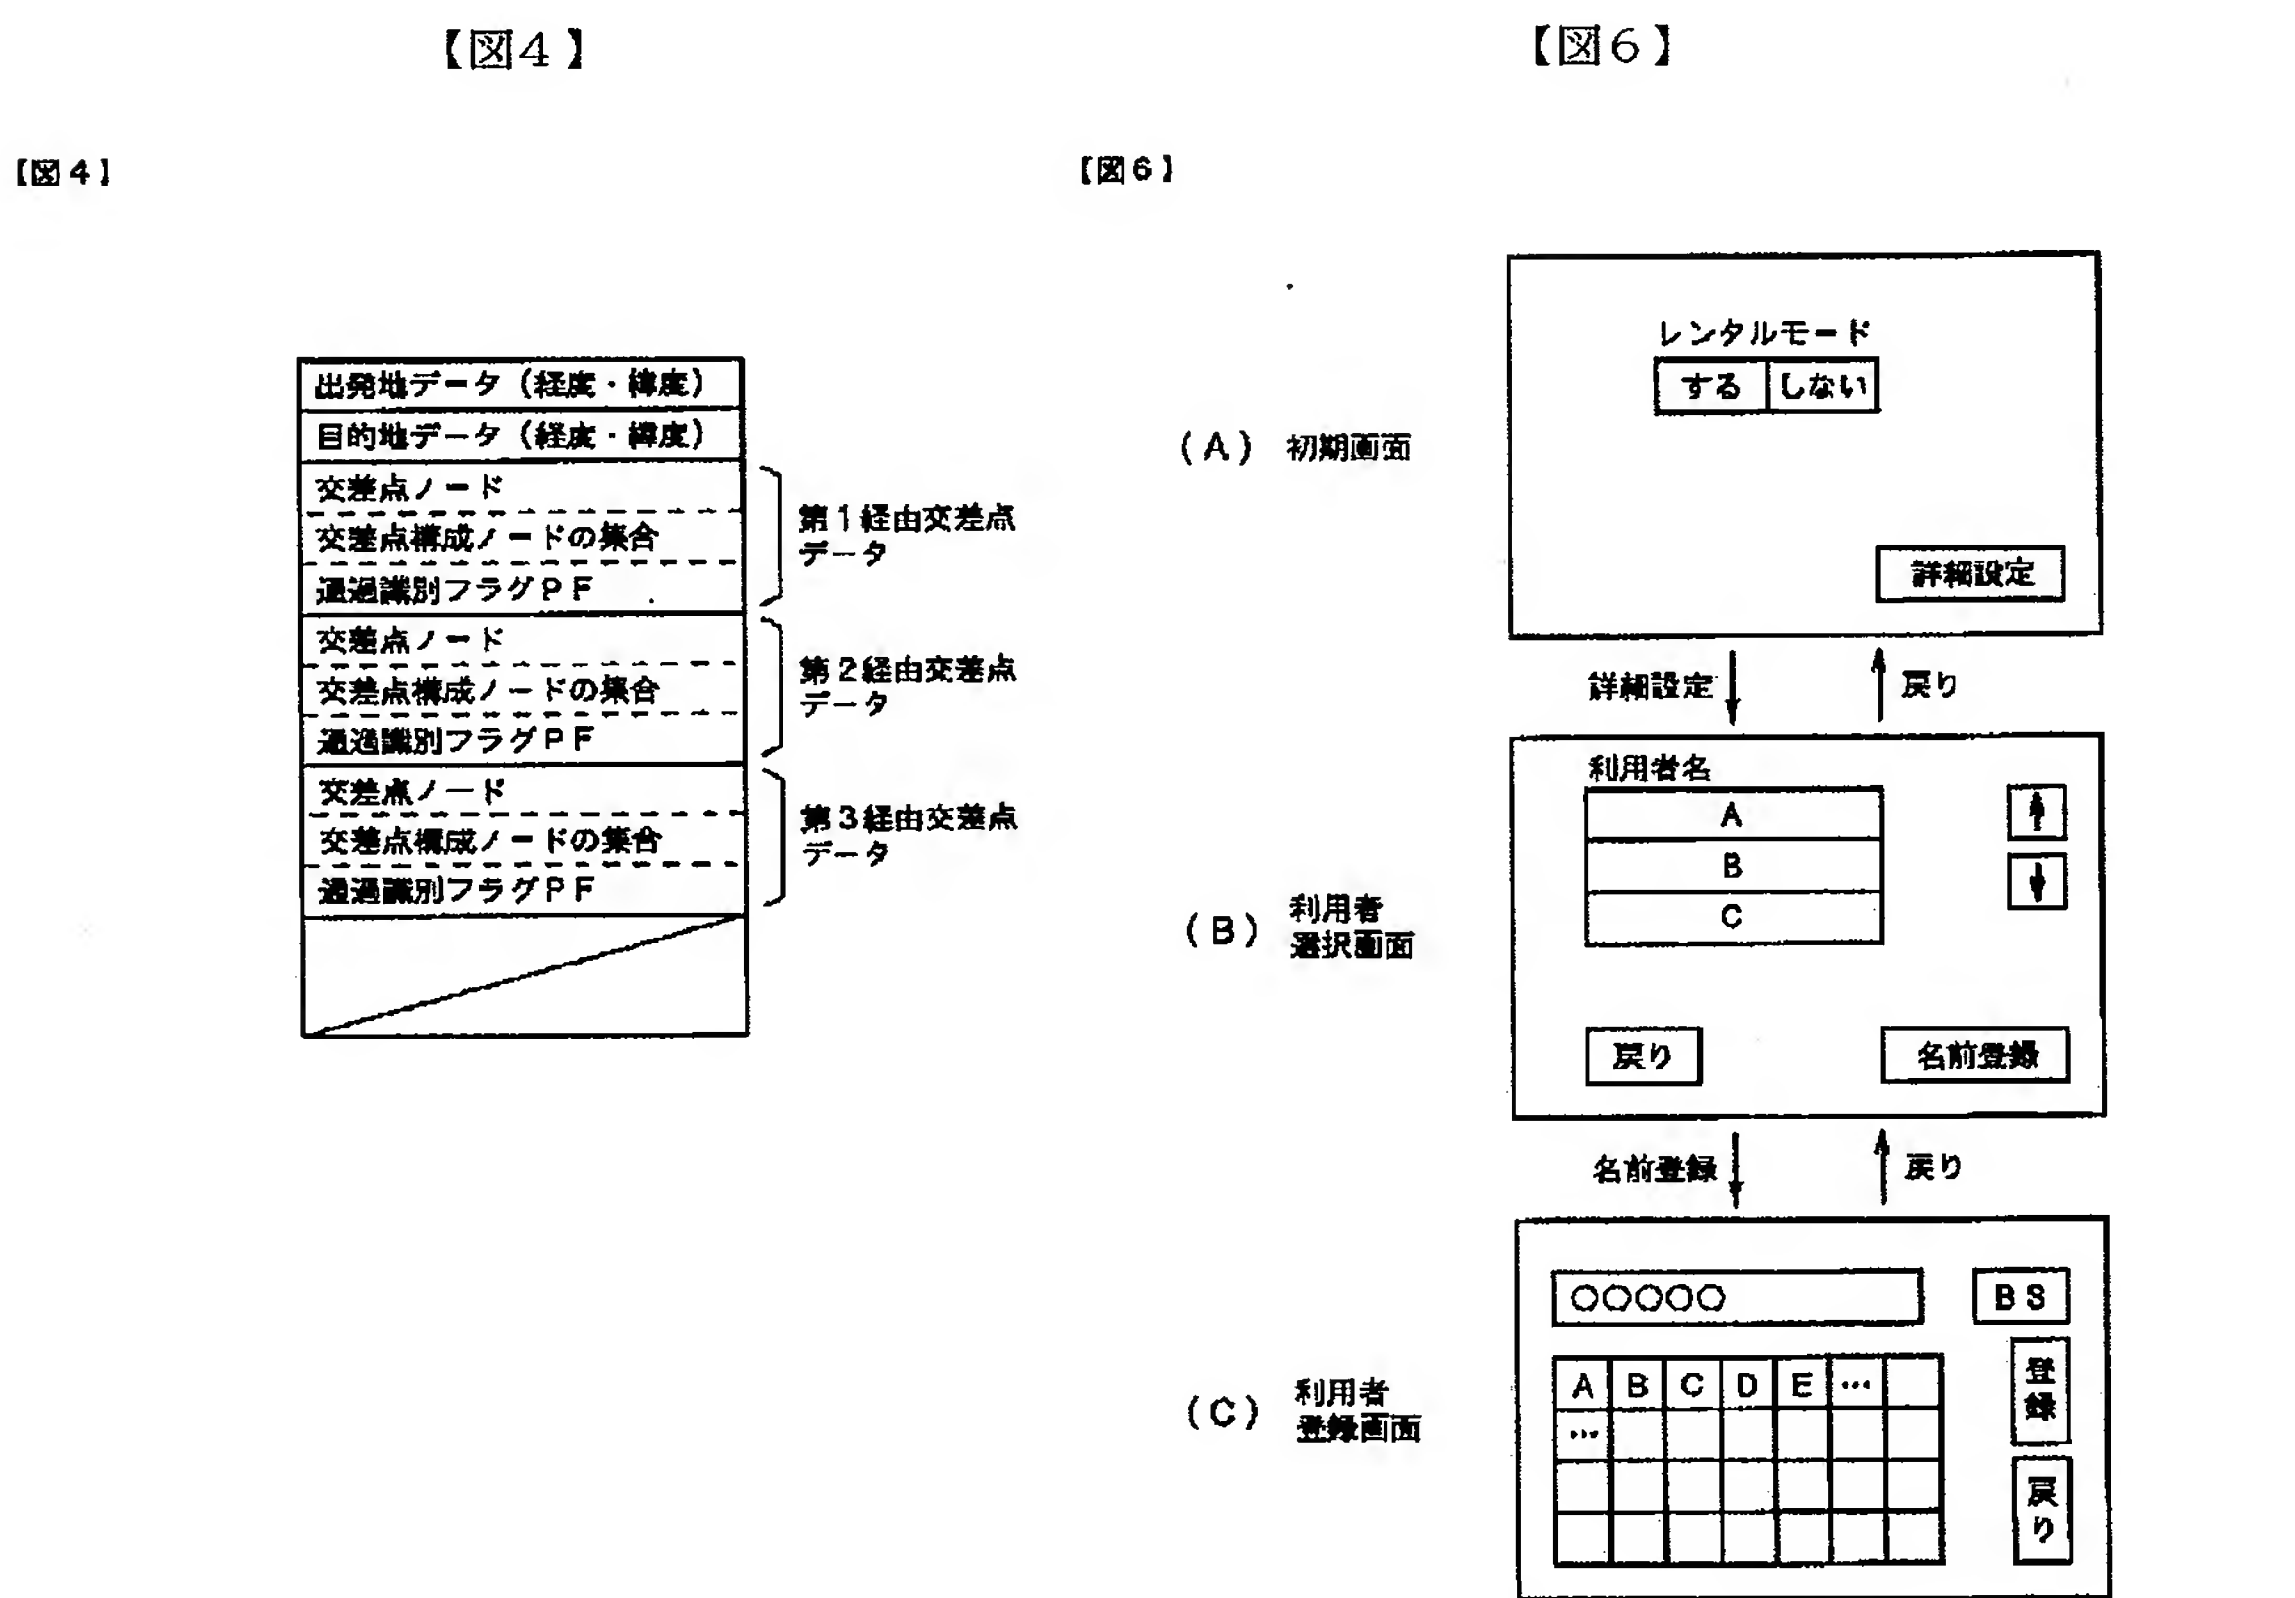 【図4】
【図4】
出発地データ（経度・緯度）
目的地データ（経度・緯度）
交差点ノード
交差点構成ノードの集合
通過識別フラグＰＦ
第1経由交差点
データ
交差点ノード
交差点構成ノードの集合
通過識別フラグＰＦ
第2経由交差点
データ
交差点ノード
交差点構成ノードの集合
通過識別フラグＰＦ
第3経由交差点
データ
【図6】
【図6】
(A) 初期画面
レンタルモード
する しない
詳細設定
詳細設定 戻り
(B) 利用者
選択画面
利用者名
A
B
C
↑
↓
戻り 名前登録
名前登録 戻り
(C) 利用者
登録画面
○○○○○ BS
A B C D E …
…
登録
戻り